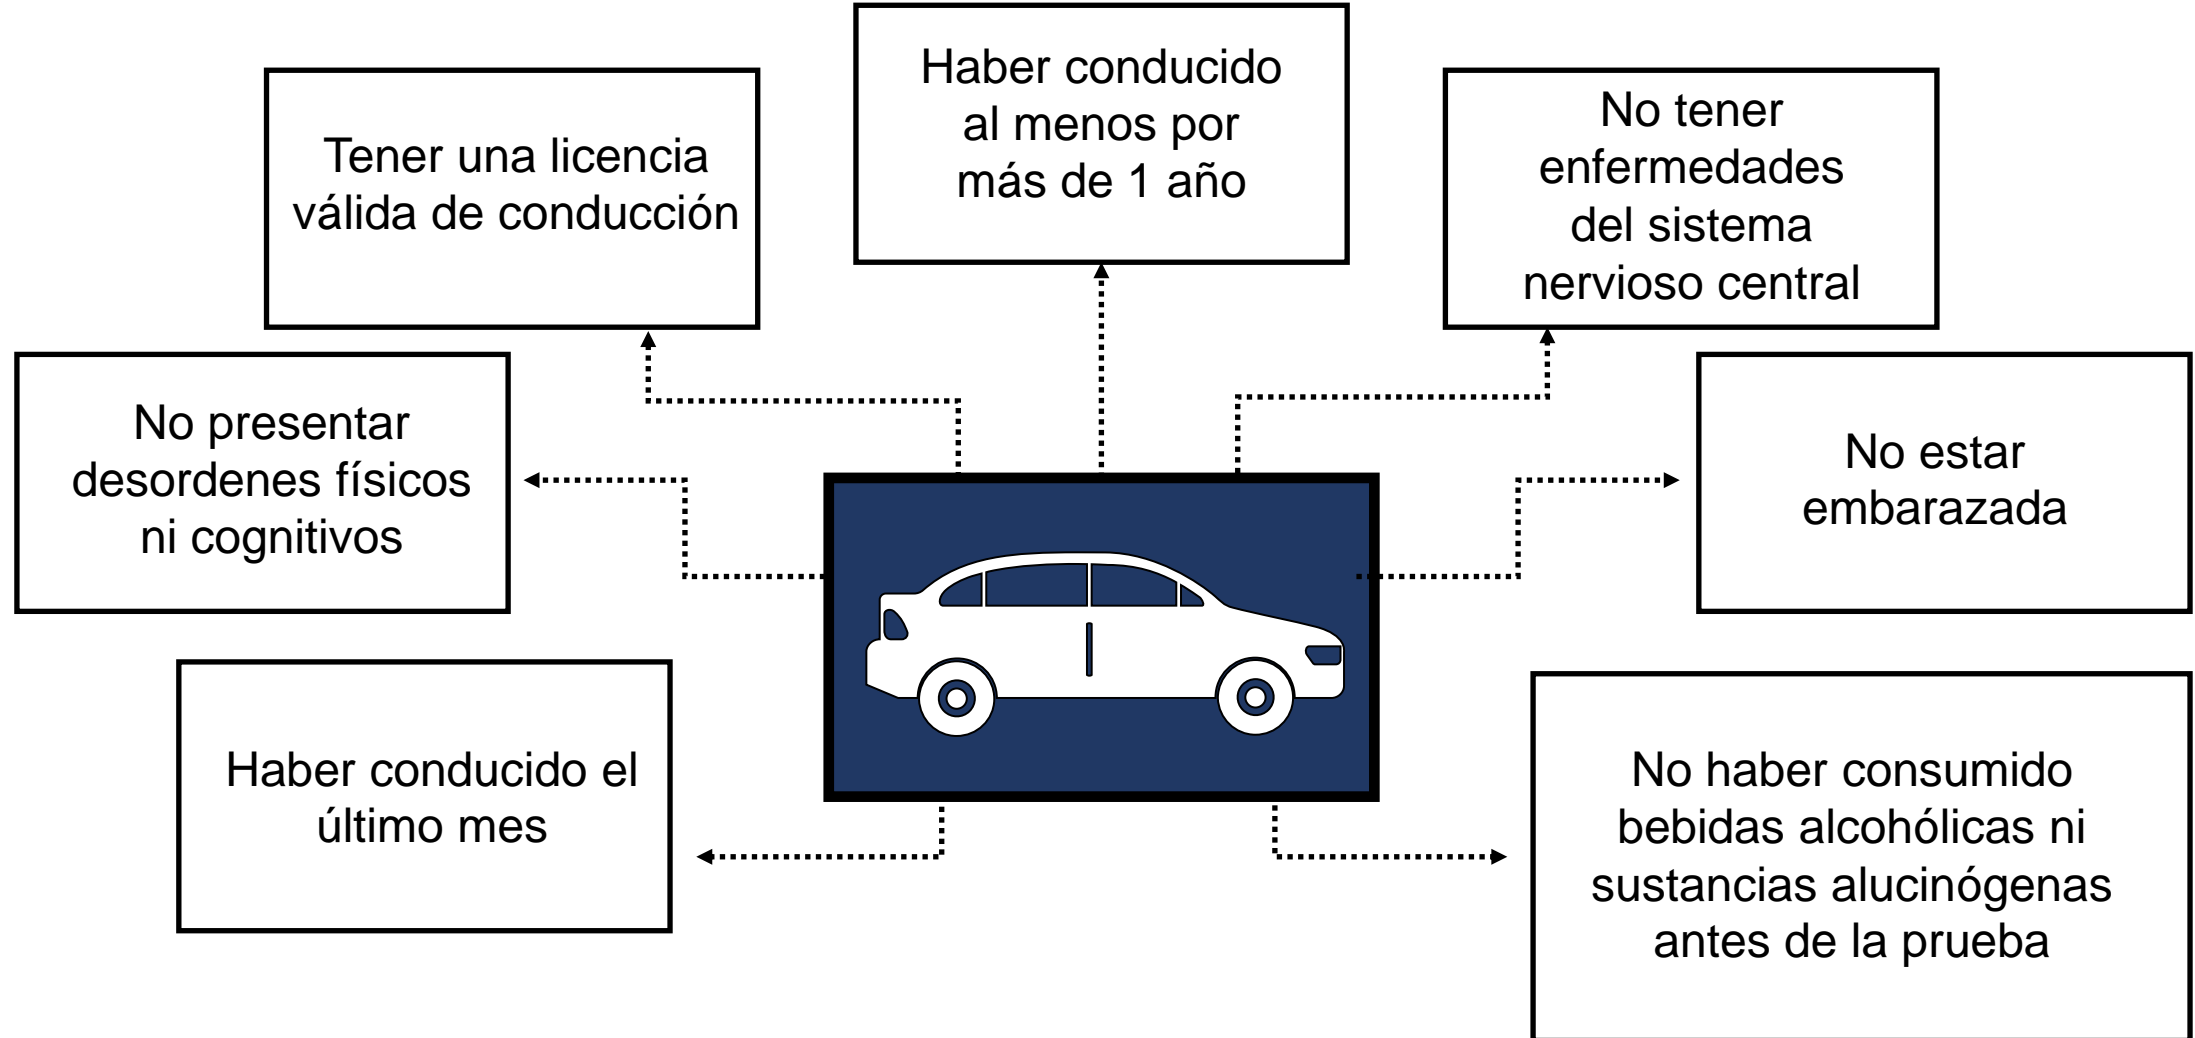 Haber conducido
al menos por
más de 1 año
Tener una licencia
válida de conducción
No tener
enfermedades
del sistema
nervioso central
No presentar
desordenes físicos
ni cognitivos
No estar
embarazada
Haber conducido el
último mes
No haber consumido
bebidas alcohólicas ni
sustancias alucinógenas
antes de la prueba